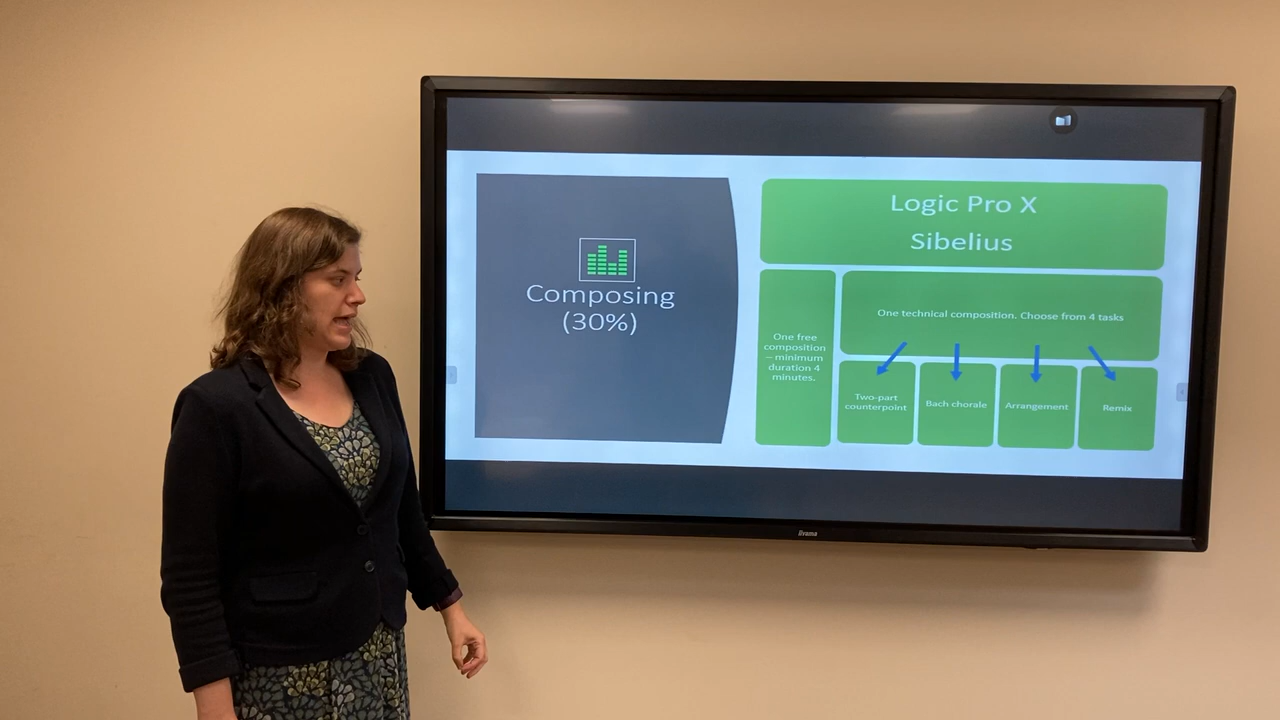 Composing
(30%)
Logic Pro X
Sibelius
One free
composition
– minimum
duration 4
minutes.
One technical composition. Choose from 4 tasks
Two-part
counterpoint
Bach chorale
Arrangement
Remix
iiyama